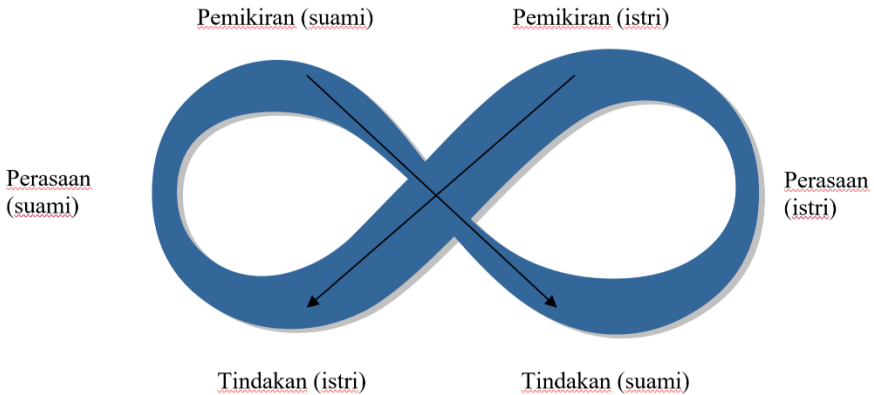 Pemikiran (suami)
Pemikiran (istri)
Perasaan
(suami)
Perasaan
(istri)
Tindakan (istri)
Tindakan (suami)